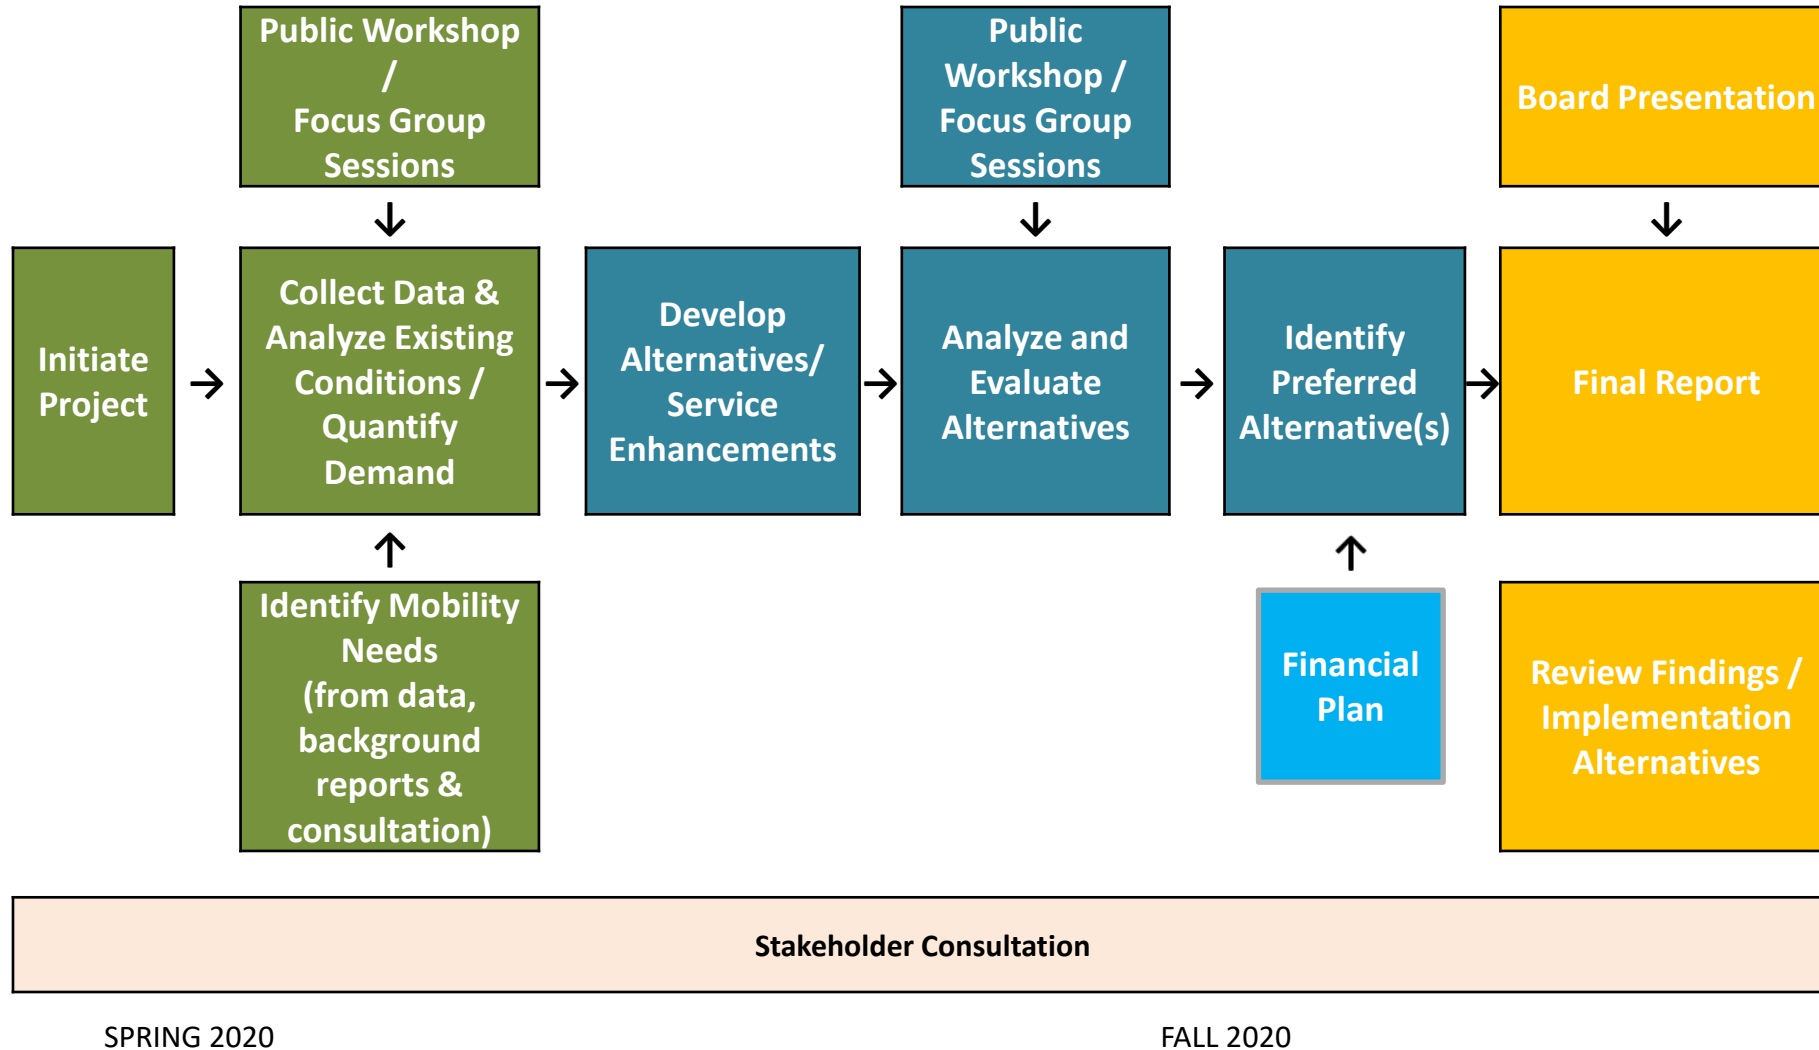 Public Workshop
/
Focus Group
Sessions
Public
Workshop /
Focus Group
Sessions
Board Presentation
Initiate
Project
Collect Data &
Analyze Existing
Conditions /
Quantify
Demand
Develop
Alternatives/
Service
Enhancements
Analyze and
Evaluate
Alternatives
Identify
Preferred
Alternative(s)
Final Report
Identify Mobility
Needs
(from data,
background
reports &
consultation)
Financial
Plan
Review Findings /
Implementation
Alternatives
Stakeholder Consultation
SPRING 2020
FALL 2020